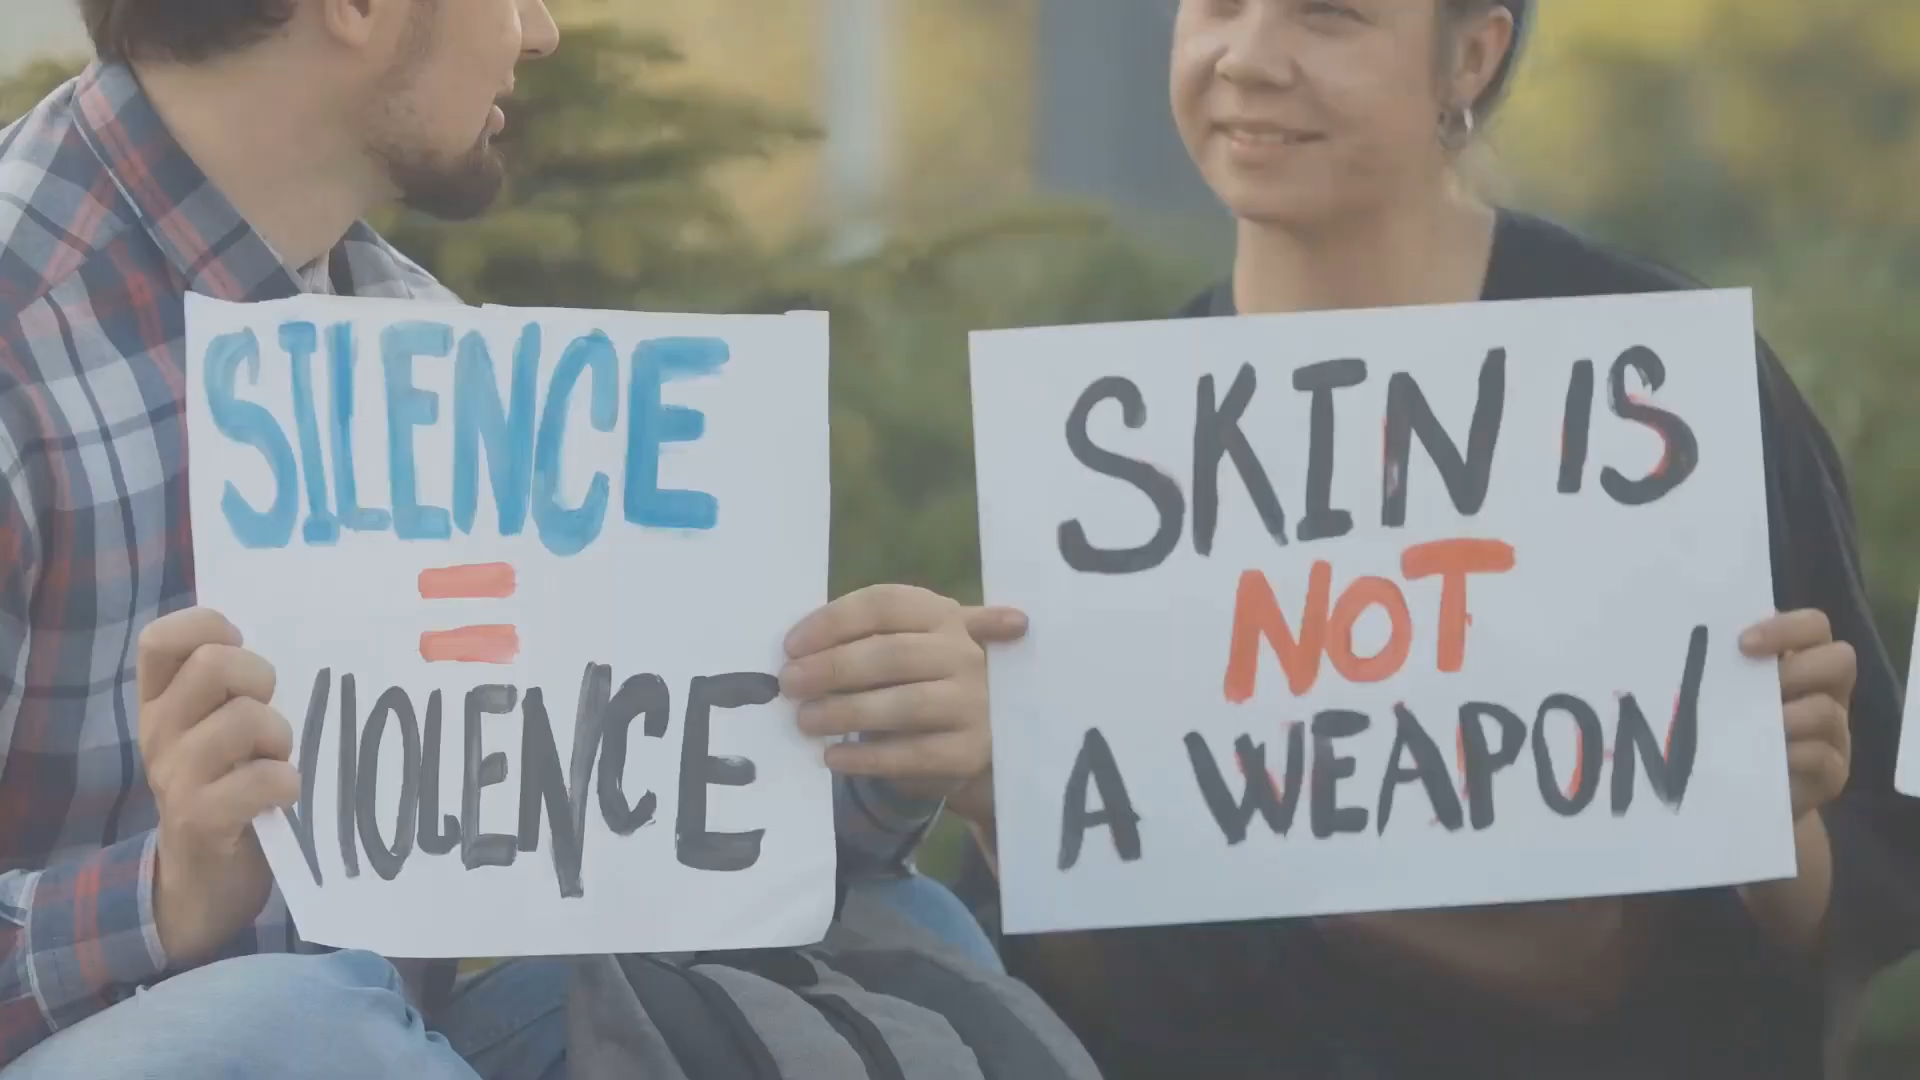 SILENCE
=
VIOLENCE
SKIN IS
NOT
A WEAPON